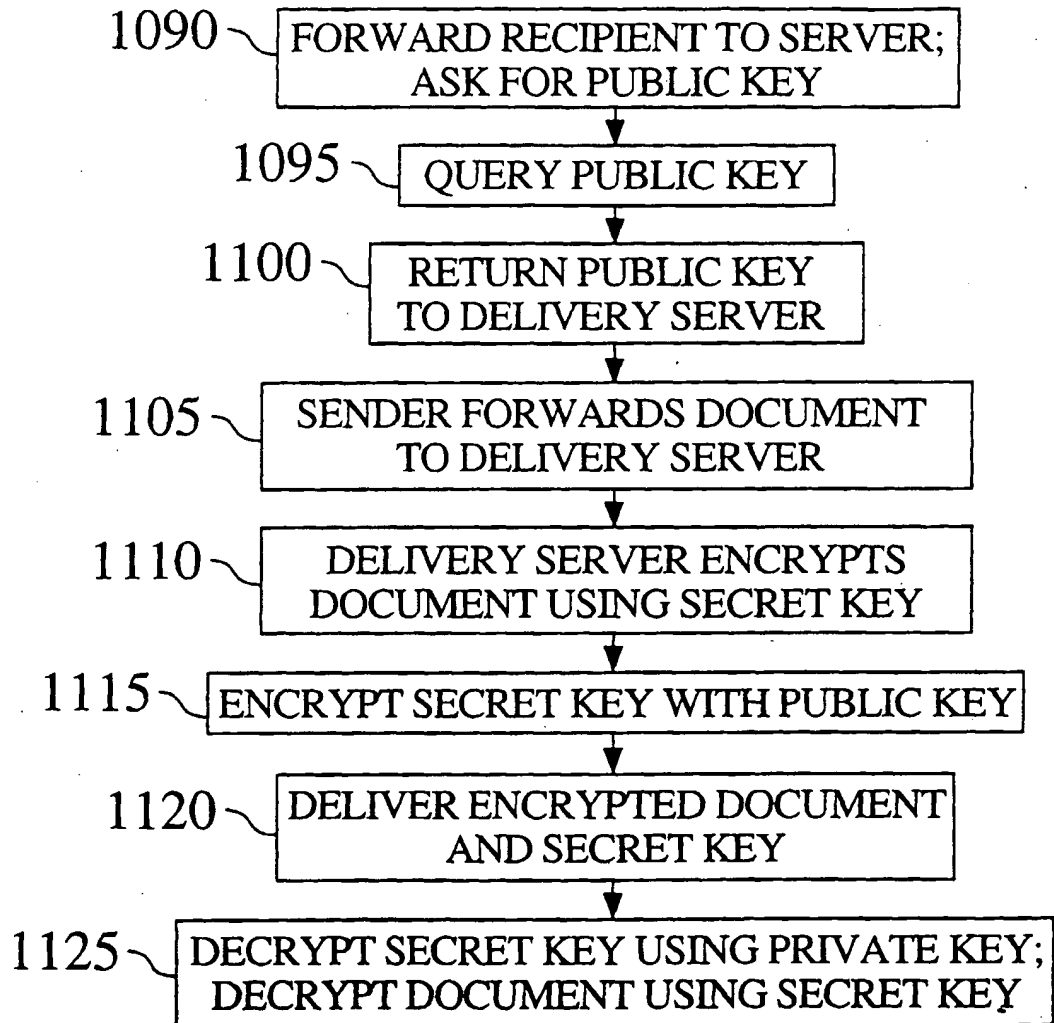 1090
FORWARD RECIPIENT TO SERVER;
ASK FOR PUBLIC KEY
1095
QUERY PUBLIC KEY
1100
RETURN PUBLIC KEY
TO DELIVERY SERVER
1105
SENDER FORWARDS DOCUMENT
TO DELIVERY SERVER
1110
DELIVERY SERVER ENCRYPTS
DOCUMENT USING SECRET KEY
1115
ENCRYPT SECRET KEY WITH PUBLIC KEY
1120
DELIVER ENCRYPTED DOCUMENT
AND SECRET KEY
1125
DECRYPT SECRET KEY USING PRIVATE KEY;
DECRYPT DOCUMENT USING SECRET KEY